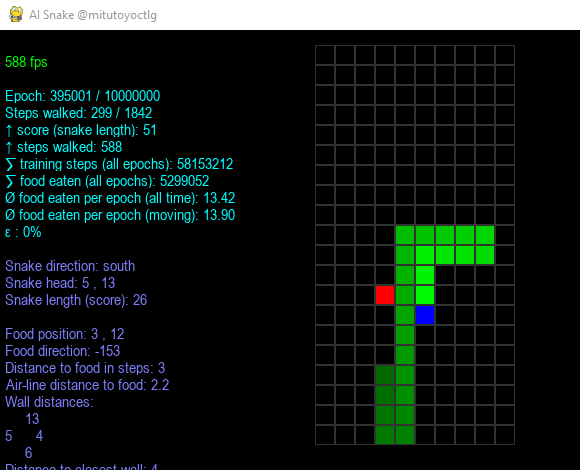 AI Snake @mitutoyoctlg
588 fps
Epoch: 395001 / 10000000
Steps walked: 299 / 1842
↑ score (snake length): 51
↑ steps walked: 588
∑ training steps (all epochs): 58153212
∑ food eaten (all epochs): 5299052
Ø food eaten per epoch (all time): 13.42
Ø food eaten per epoch (moving): 13.90
ε : 0%
Snake direction: south
Snake head: 5 , 13
Snake length (score): 26
Food position: 3 , 12
Food direction: -153
Distance to food in steps: 3
Air-line distance to food: 2.2
Wall distances:
13
5 4
6
Distance to closest wall: 4